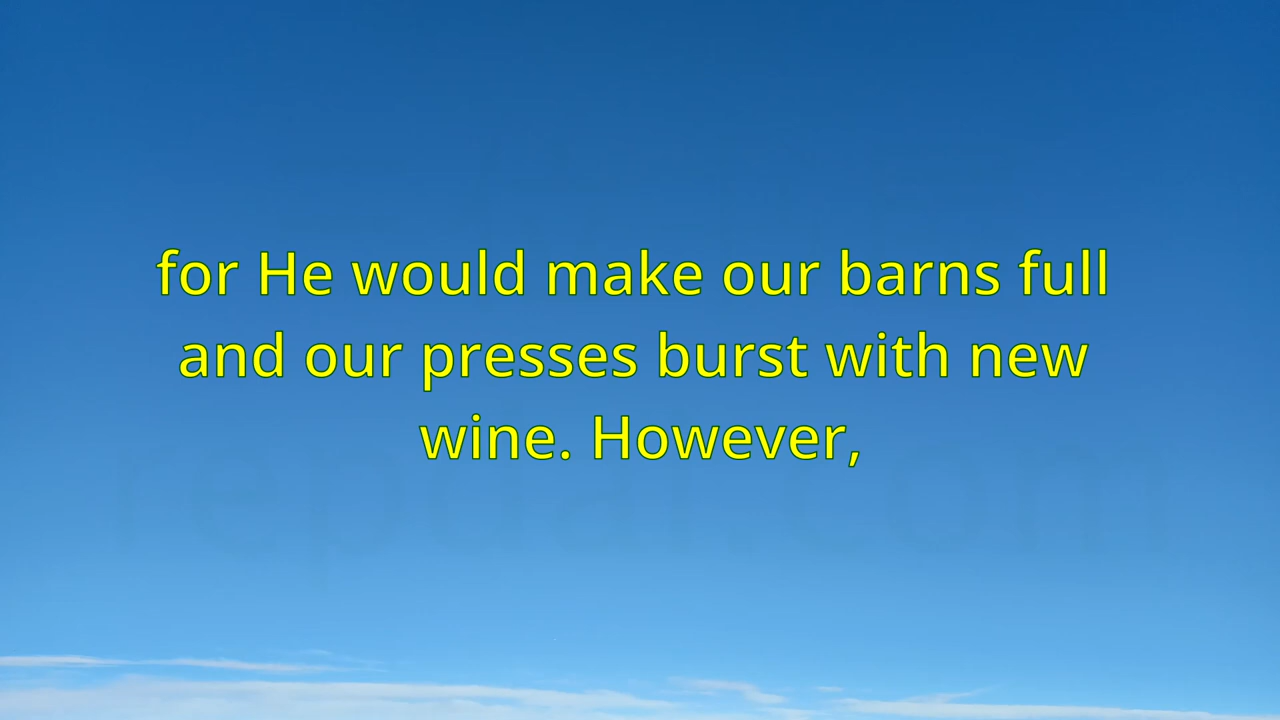 for He would make our barns full
and our presses burst with new
wine. However,